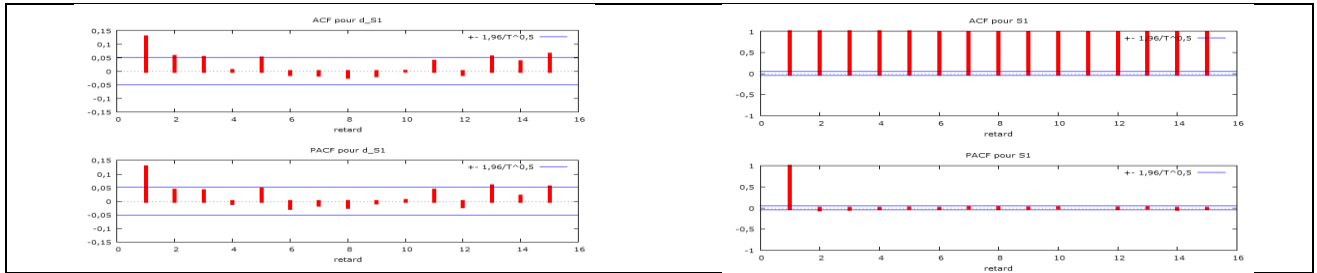 ACF pour d_S1
0,15
+- 1,96/T^0,5
0,1
0,05
0
-0,05
-0,1
-0,15
0 2 4 6 8 10 12 14 16
retard
PACF pour d_S1
0,15
+- 1,96/T^0,5
0,1
0,05
0
-0,05
-0,1
-0,15
0 2 4 6 8 10 12 14 16
retard
ACF pour S1
1
+- 1,96/T^0,5
0,5
0
-0,5
-1
0 2 4 6 8 10 12 14 16
retard
PACF pour S1
1
+- 1,96/T^0,5
0,5
0
-0,5
-1
0 2 4 6 8 10 12 14 16
retard